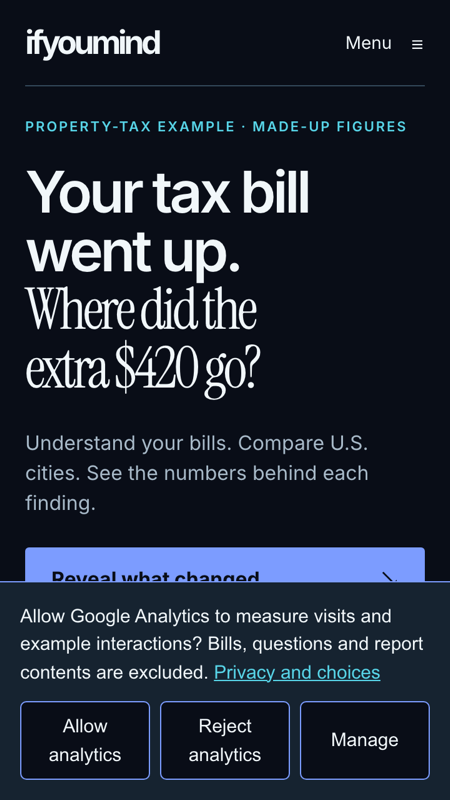 ifyoumind
Menu ≡
PROPERTY-TAX EXAMPLE · MADE-UP FIGURES
Your tax bill
went up.
Where did the
extra $420 go?
Understand your bills. Compare U.S.
cities. See the numbers behind each
finding.
Reveal what changed
Allow Google Analytics to measure visits and
example interactions? Bills, questions and report
contents are excluded. Privacy and choices
Allow
analytics
Reject
analytics
Manage